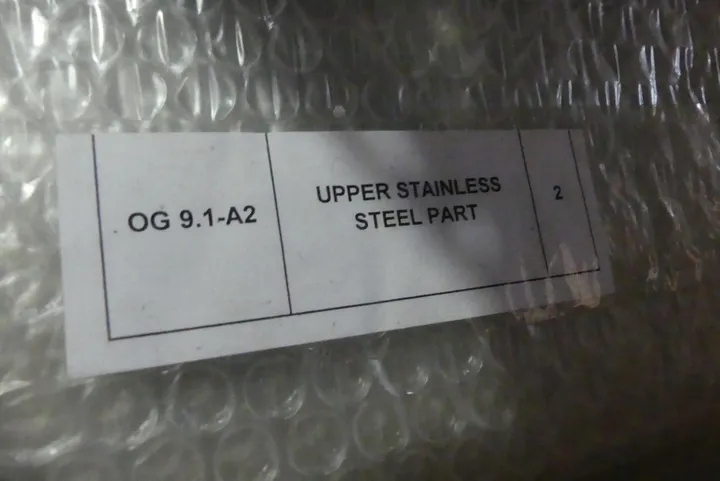 OG 9.1-A2
UPPER STAINLESS
STEEL PART
2